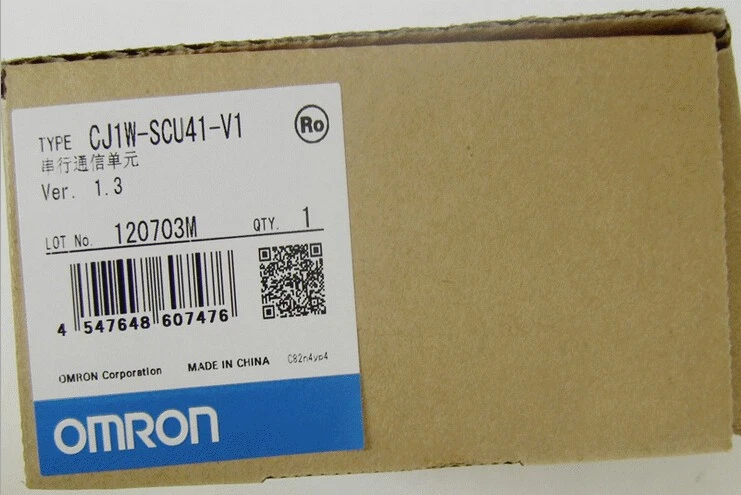 TYPE CJ1W-SCU41-V1
Ro
串行通信单元
Ver. 1.3
LOT No. 120703M QTY. 1
4 547648 607476
OMRON Corporation MADE IN CHINA C82n4yp4
OMRON